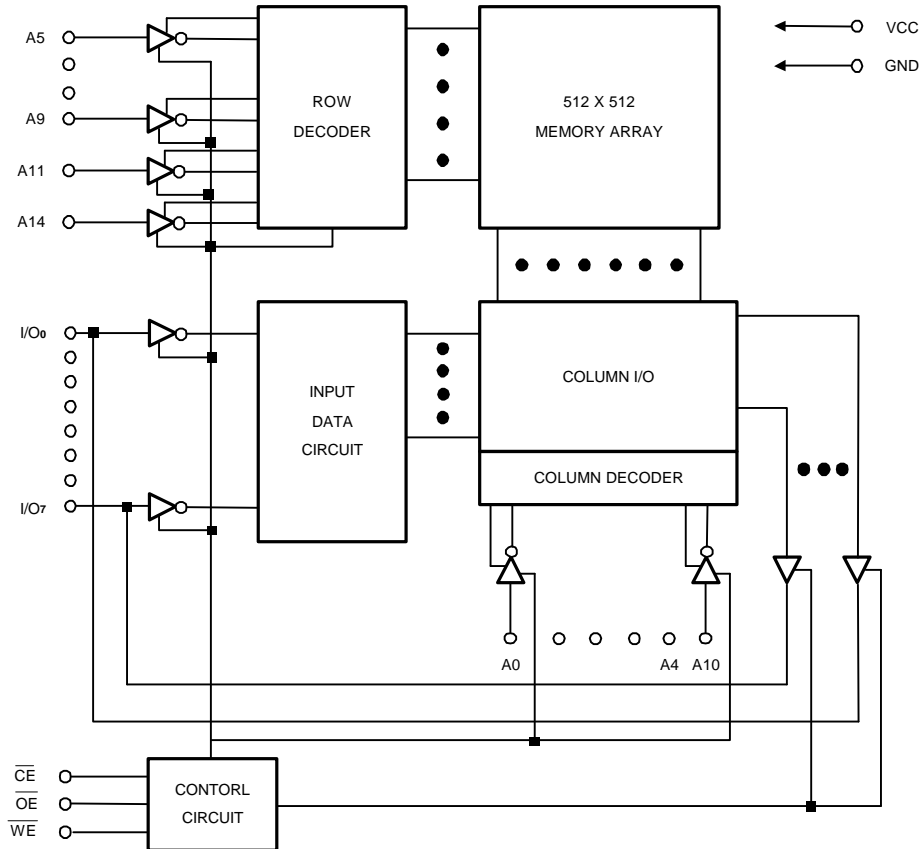 A5
A9
A11
A14
ROW
DECODER
512 X 512
MEMORY ARRAY
VCC
GND
I/O0
I/O7
INPUT
DATA
CIRCUIT
COLUMN I/O
COLUMN DECODER
A0
A4
A10
CE
OE
WE
CONTORL
CIRCUIT